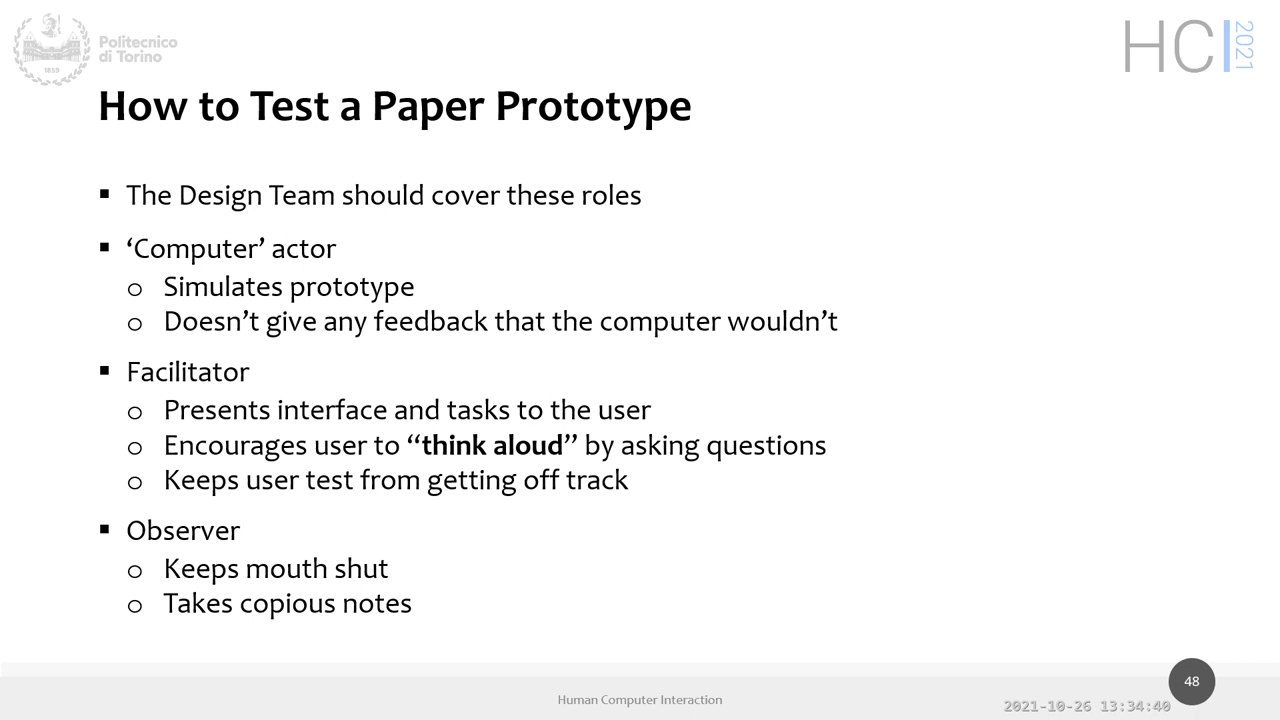 Politecnico
di Torino
1859
HCI 2021
How to Test a Paper Prototype
▪ The Design Team should cover these roles
▪ ‘Computer’ actor
o Simulates prototype
o Doesn’t give any feedback that the computer wouldn’t
▪ Facilitator
o Presents interface and tasks to the user
o Encourages user to “think aloud” by asking questions
o Keeps user test from getting off track
▪ Observer
o Keeps mouth shut
o Takes copious notes
Human Computer Interaction
48
2021-10-26 13:34:40